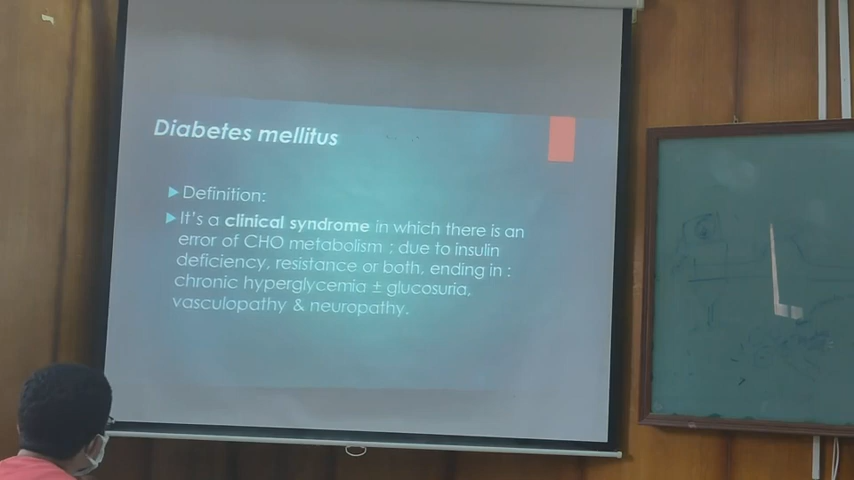 Diabetes mellitus
Definition:
It's a clinical syndrome in which there is an
error of CHO metabolism ; due to insulin
deficiency, resistance or both, ending in :
chronic hyperglycemia ± glucosuria,
vasculopathy & neuropathy.